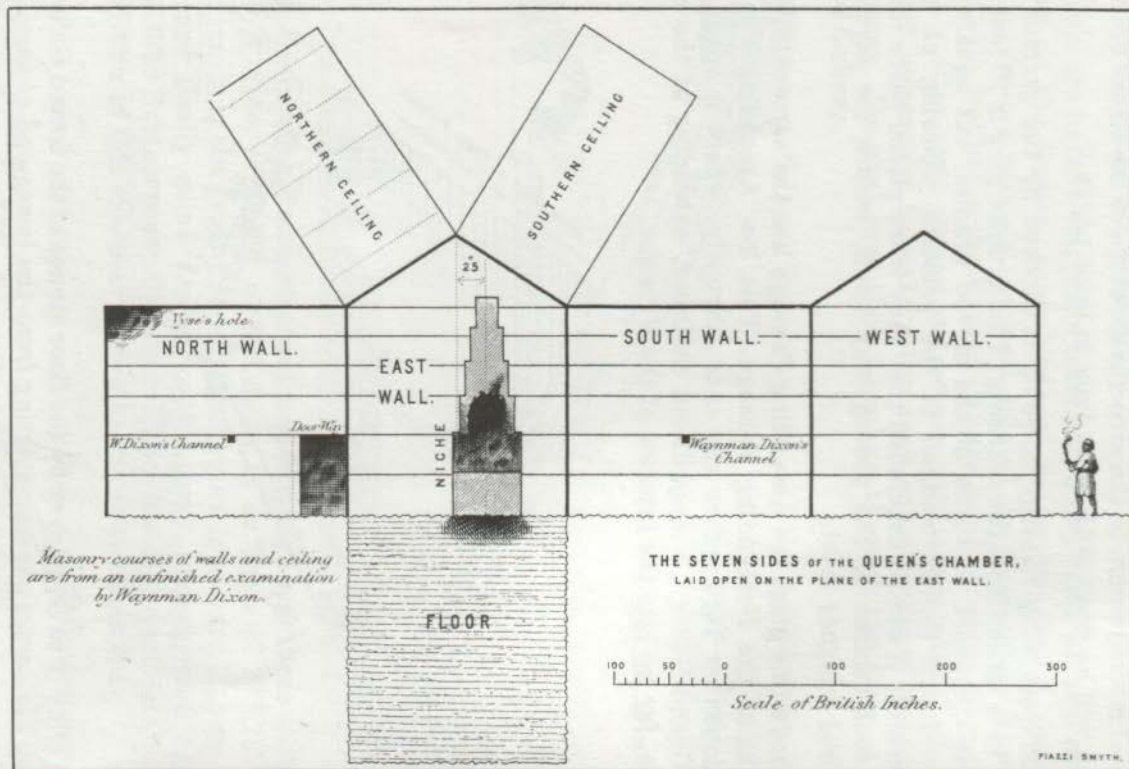 NORTHERN CEILING
SOUTHERN CEILING
25"
Vyse's hole.
NORTH WALL.
EAST
WALL.
SOUTH WALL.
WEST WALL.
NICHE
Door Way
W. Dixon's Channel
Waynman Dixon's
Channel
Masonry courses of walls and ceiling
are from an unfinished examination
by Waynman Dixon.
THE SEVEN SIDES OF THE QUEEN'S CHAMBER,
LAID OPEN ON THE PLANE OF THE EAST WALL.
FLOOR
100 50 0 100 200 300
Scale of British Inches.
PIAZZI SMYTH.